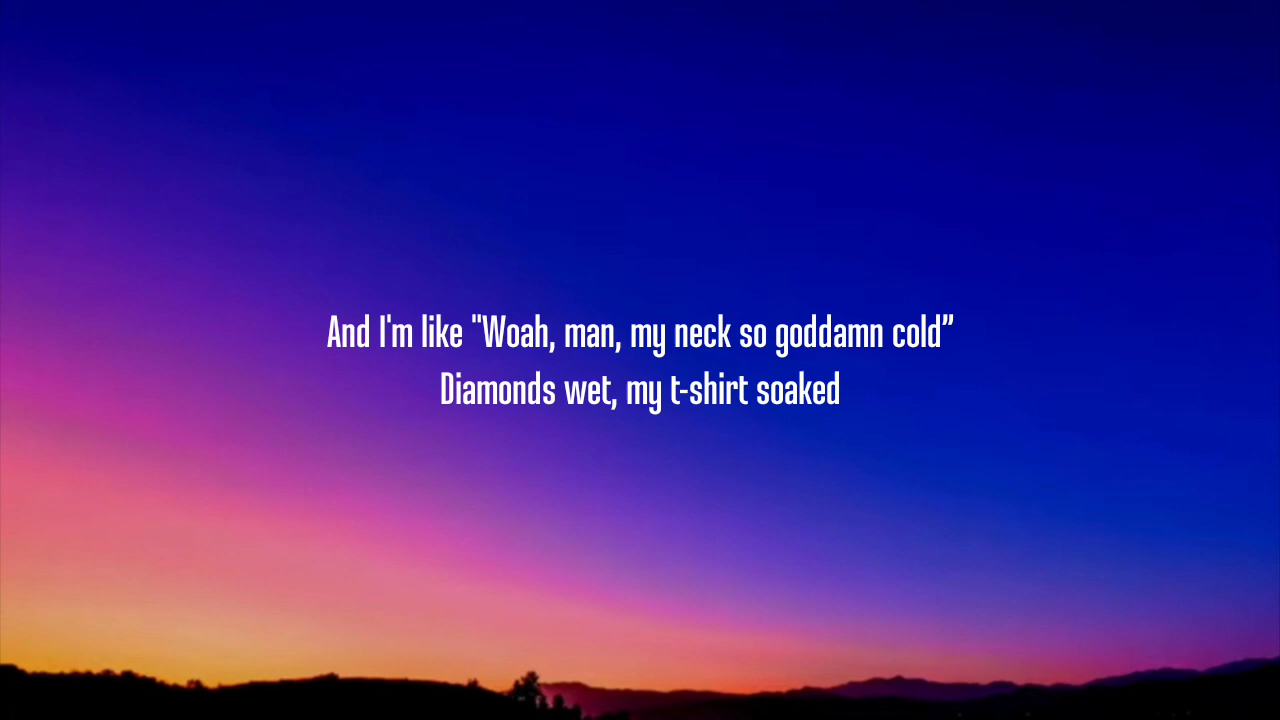 And I'm like "Woah, man, my neck so goddamn cold”
Diamonds wet, my t-shirt soaked